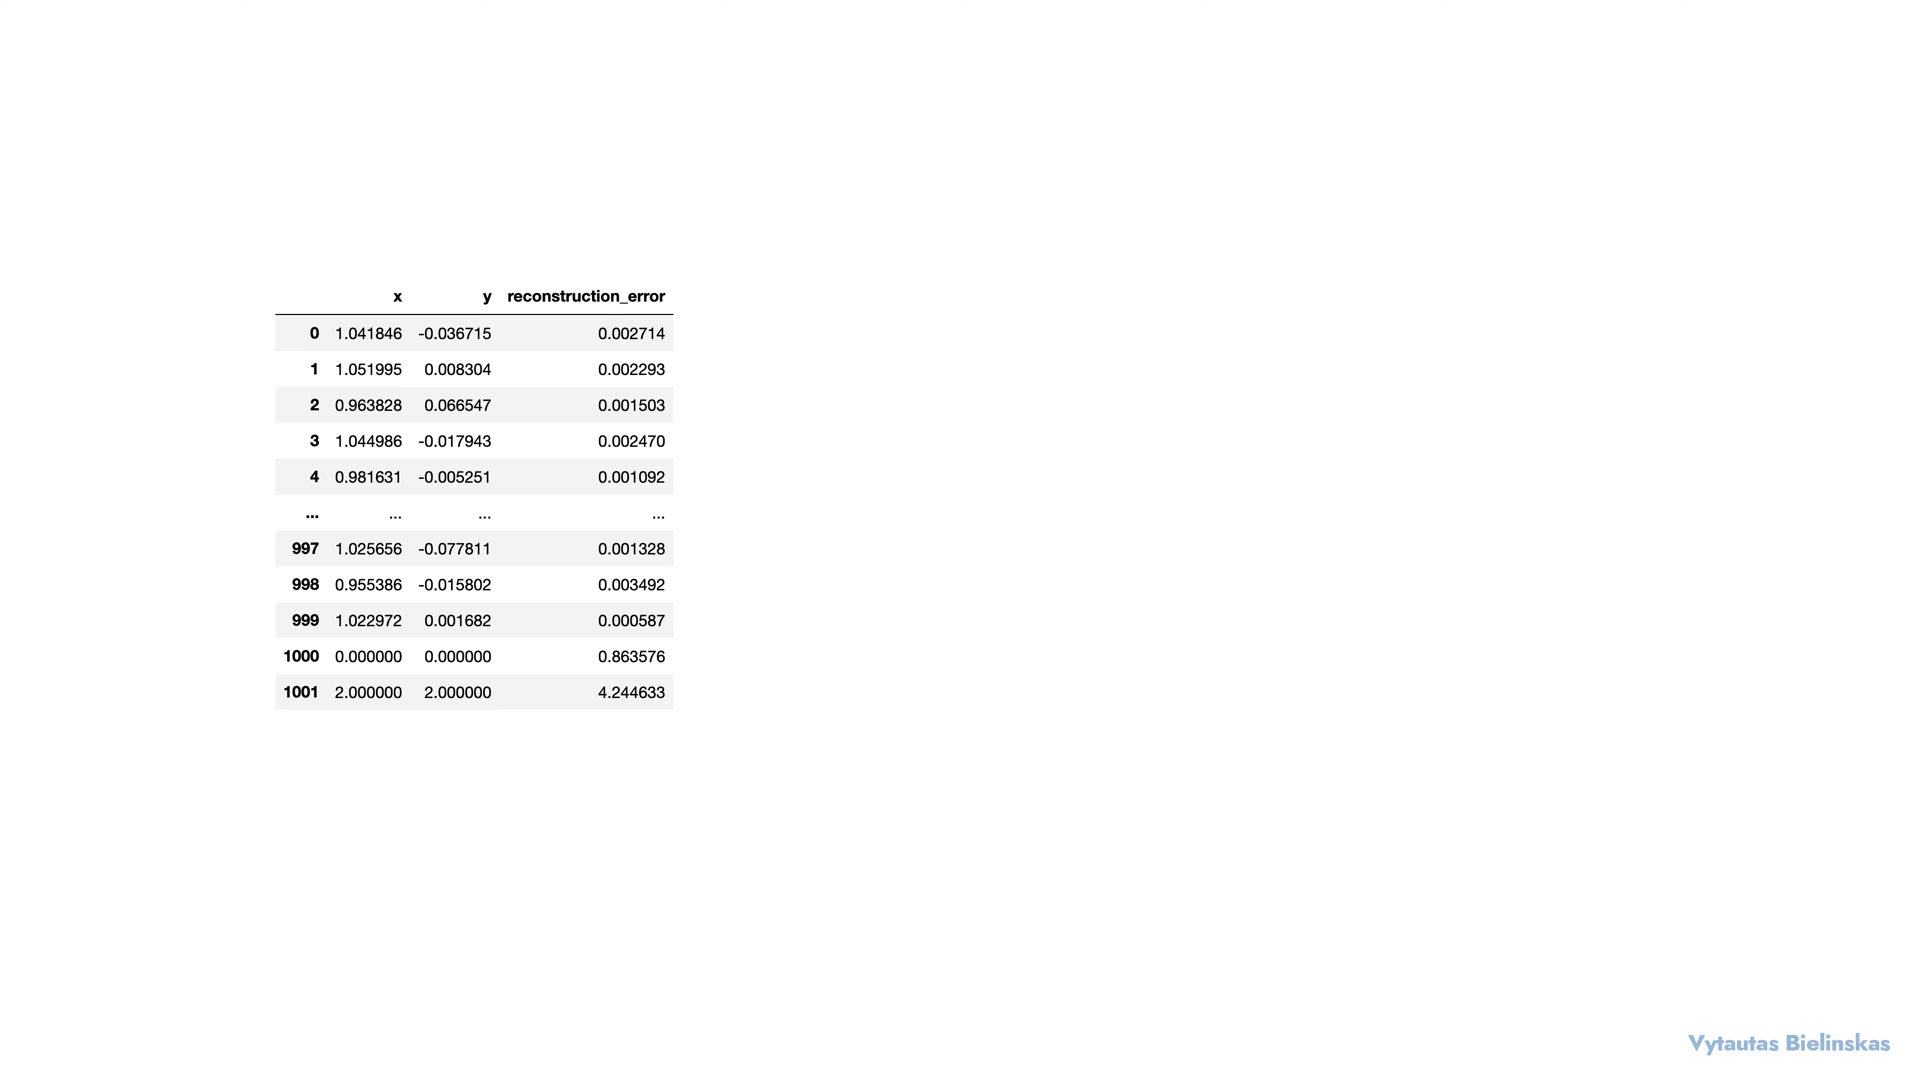 x y reconstruction_error
0 1.041846 -0.036715 0.002714
1 1.051995 0.008304 0.002293
2 0.963828 0.066547 0.001503
3 1.044986 -0.017943 0.002470
4 0.981631 -0.005251 0.001092
... ... ... ...
997 1.025656 -0.077811 0.001328
998 0.955386 -0.015802 0.003492
999 1.022972 0.001682 0.000587
1000 0.000000 0.000000 0.863576
1001 2.000000 2.000000 4.244633
Vytautas Bielinskas